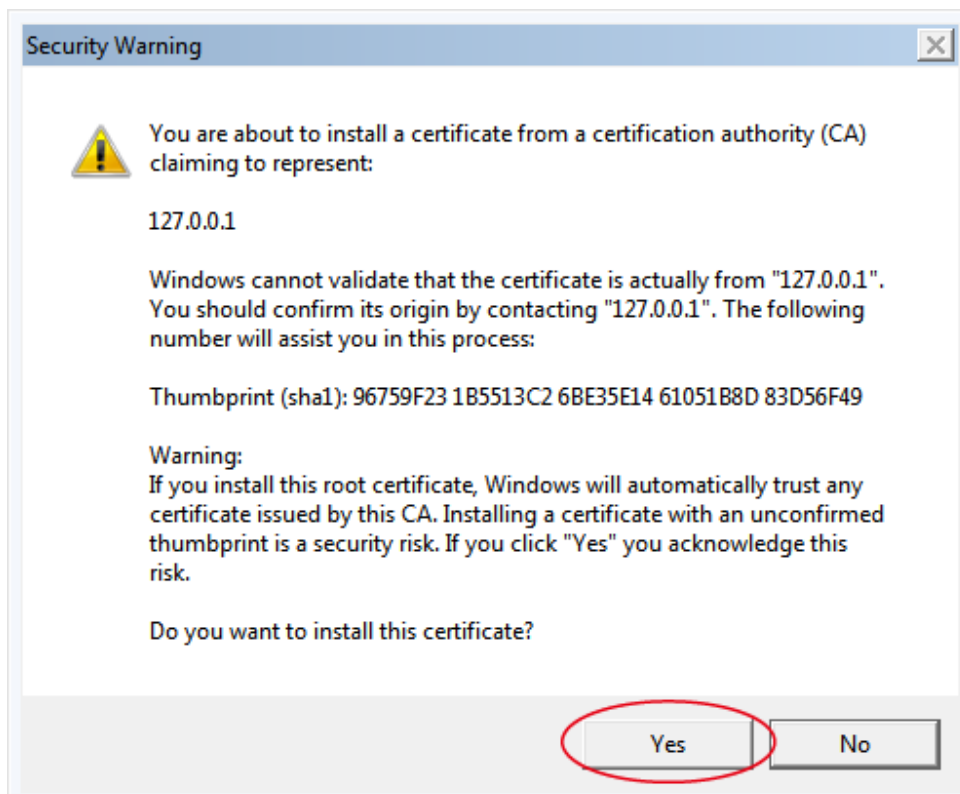 Security Warning
You are about to install a certificate from a certification authority (CA)
claiming to represent:
127.0.0.1
Windows cannot validate that the certificate is actually from "127.0.0.1".
You should confirm its origin by contacting "127.0.0.1". The following
number will assist you in this process:
Thumbprint (sha1): 96759F23 1B5513C2 6BE35E14 61051B8D 83D56F49
Warning:
If you install this root certificate, Windows will automatically trust any
certificate issued by this CA. Installing a certificate with an unconfirmed
thumbprint is a security risk. If you click "Yes" you acknowledge this
risk.
Do you want to install this certificate?
Yes No